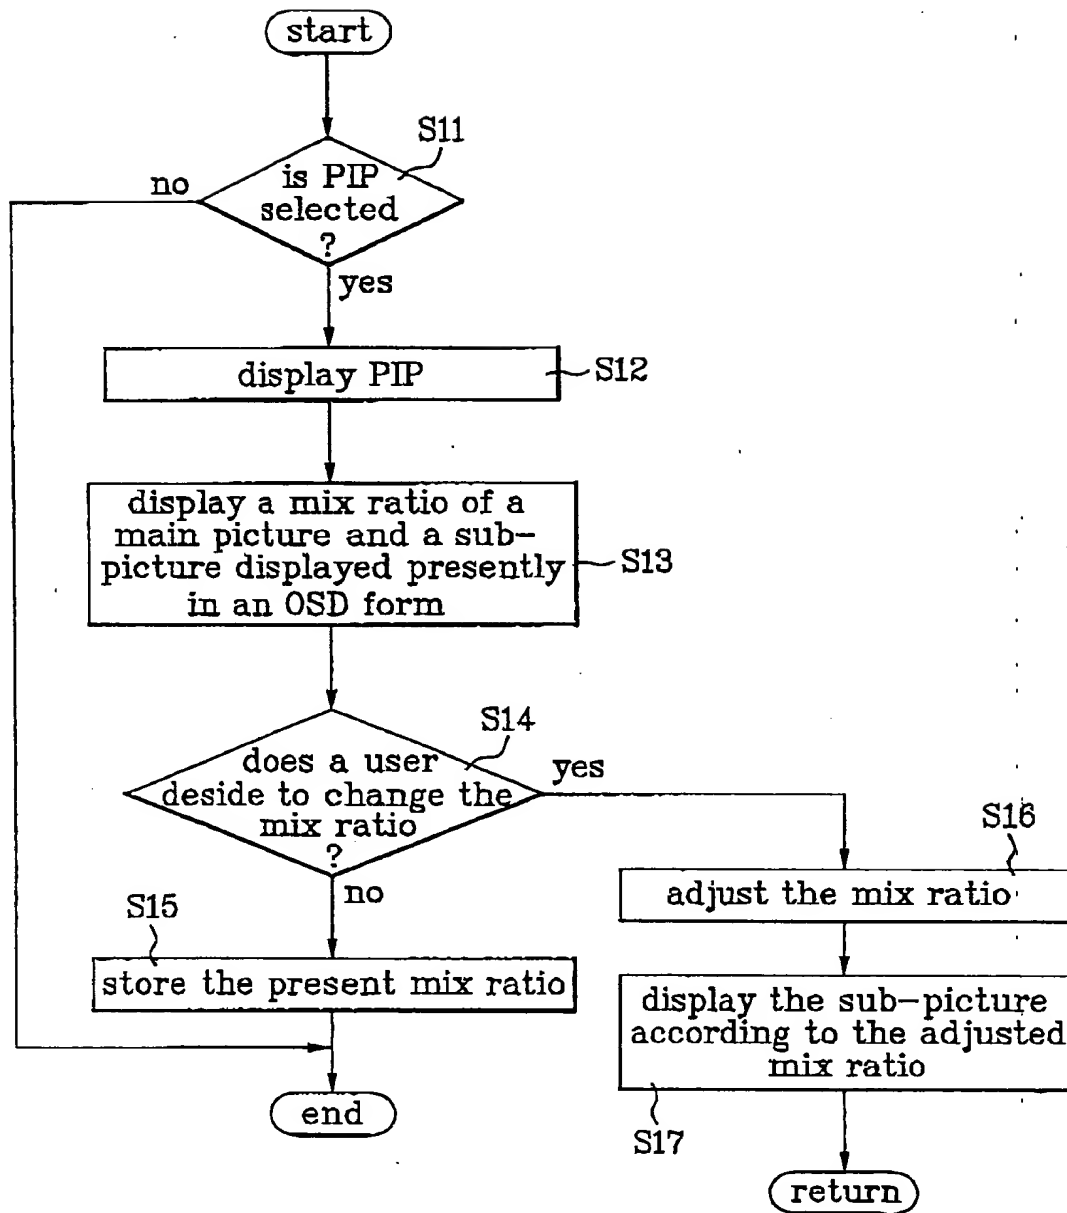 start
S11
no
is PIP
selected
?
yes
display PIP
S12
display a mix ratio of a
main picture and a sub-
picture displayed presently
in an OSD form
S13
S14
does a user
deside to change the
mix ratio
?
yes
no
S16
adjust the mix ratio
S15
store the present mix ratio
display the sub-picture
according to the adjusted
mix ratio
S17
end
return